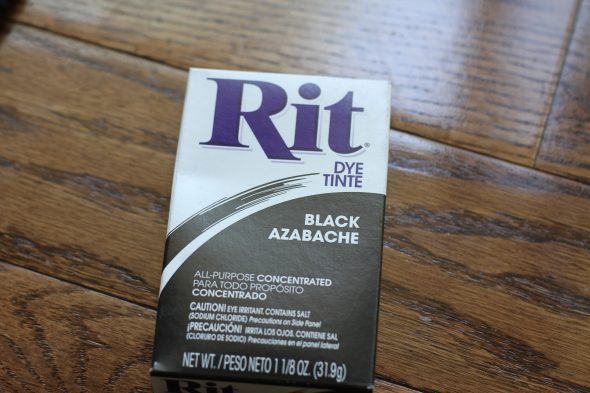 Rit®
DYE
TINTE
BLACK
AZABACHE
ALL-PURPOSE CONCENTRATED
PARA TODO PROPÓSITO
CONCENTRADO
CAUTION! EYE IRRITANT. CONTAINS SALT
(SODIUM CHLORIDE) Precautions on Side Panel
¡PRECAUCIÓN! IRRITA LOS OJOS. CONTIENE SAL
(CLORURO DE SODIO) Precauciones en el panel lateral
NET WT. / PESO NETO 1 1/8 OZ. (31.9g)
Rit